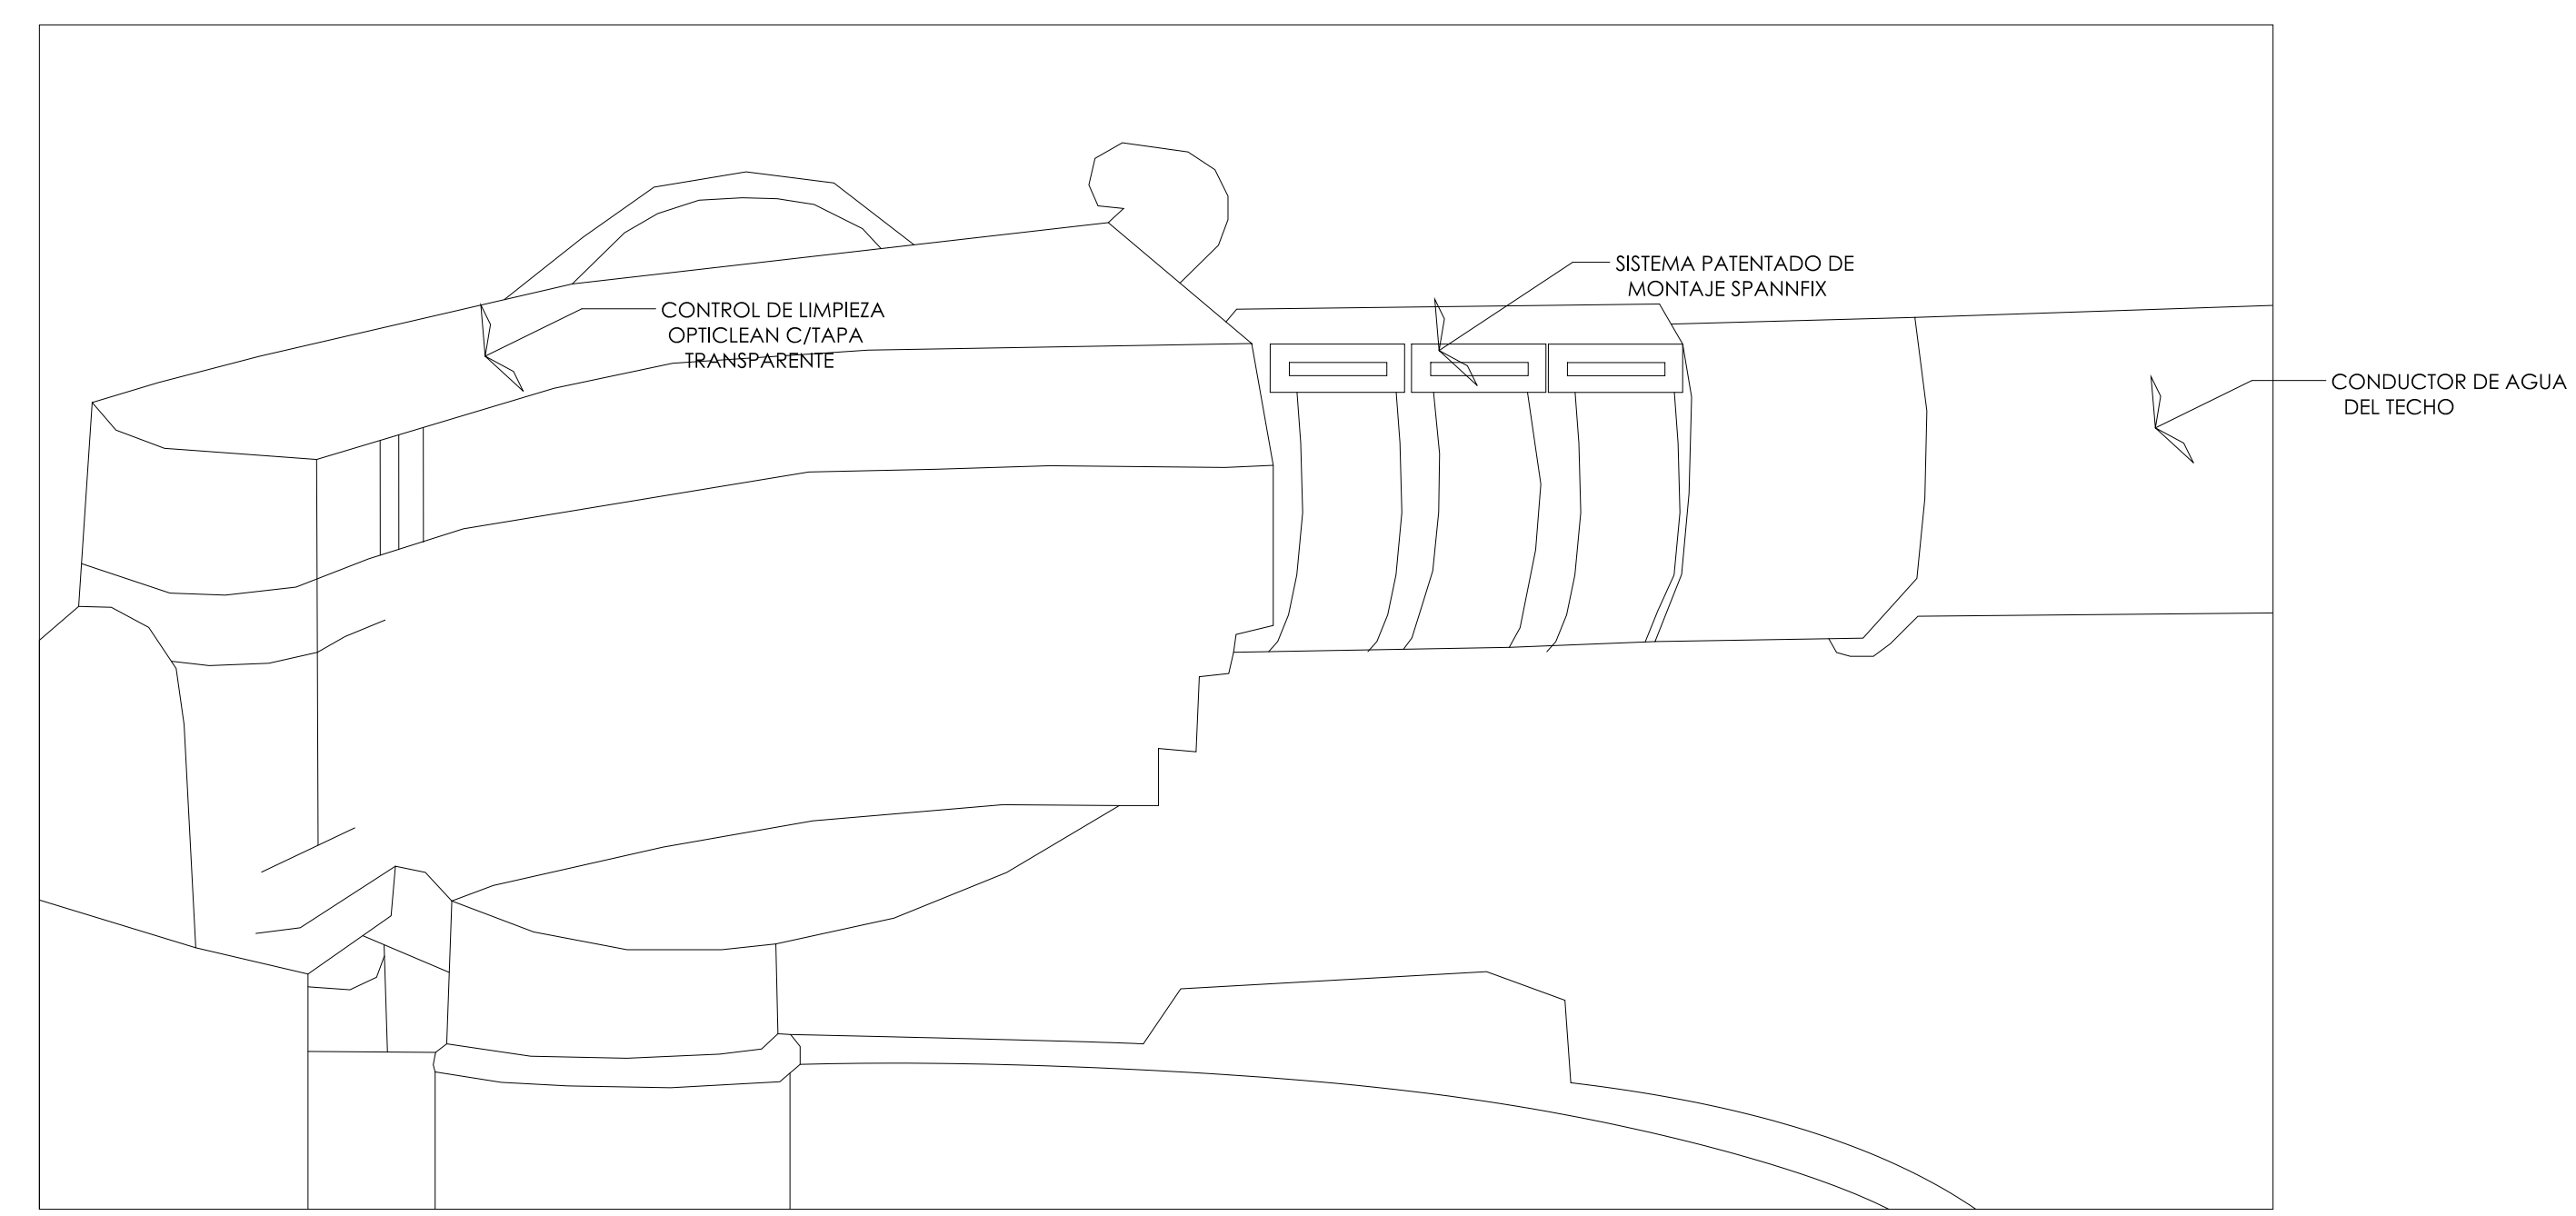 CONTROL DE LIMPIEZA
OPTICLEAN C/TAPA
TRANSPARENTE
SISTEMA PATENTADO DE
MONTAJE SPANNFIX
CONDUCTOR DE AGUA
DEL TECHO